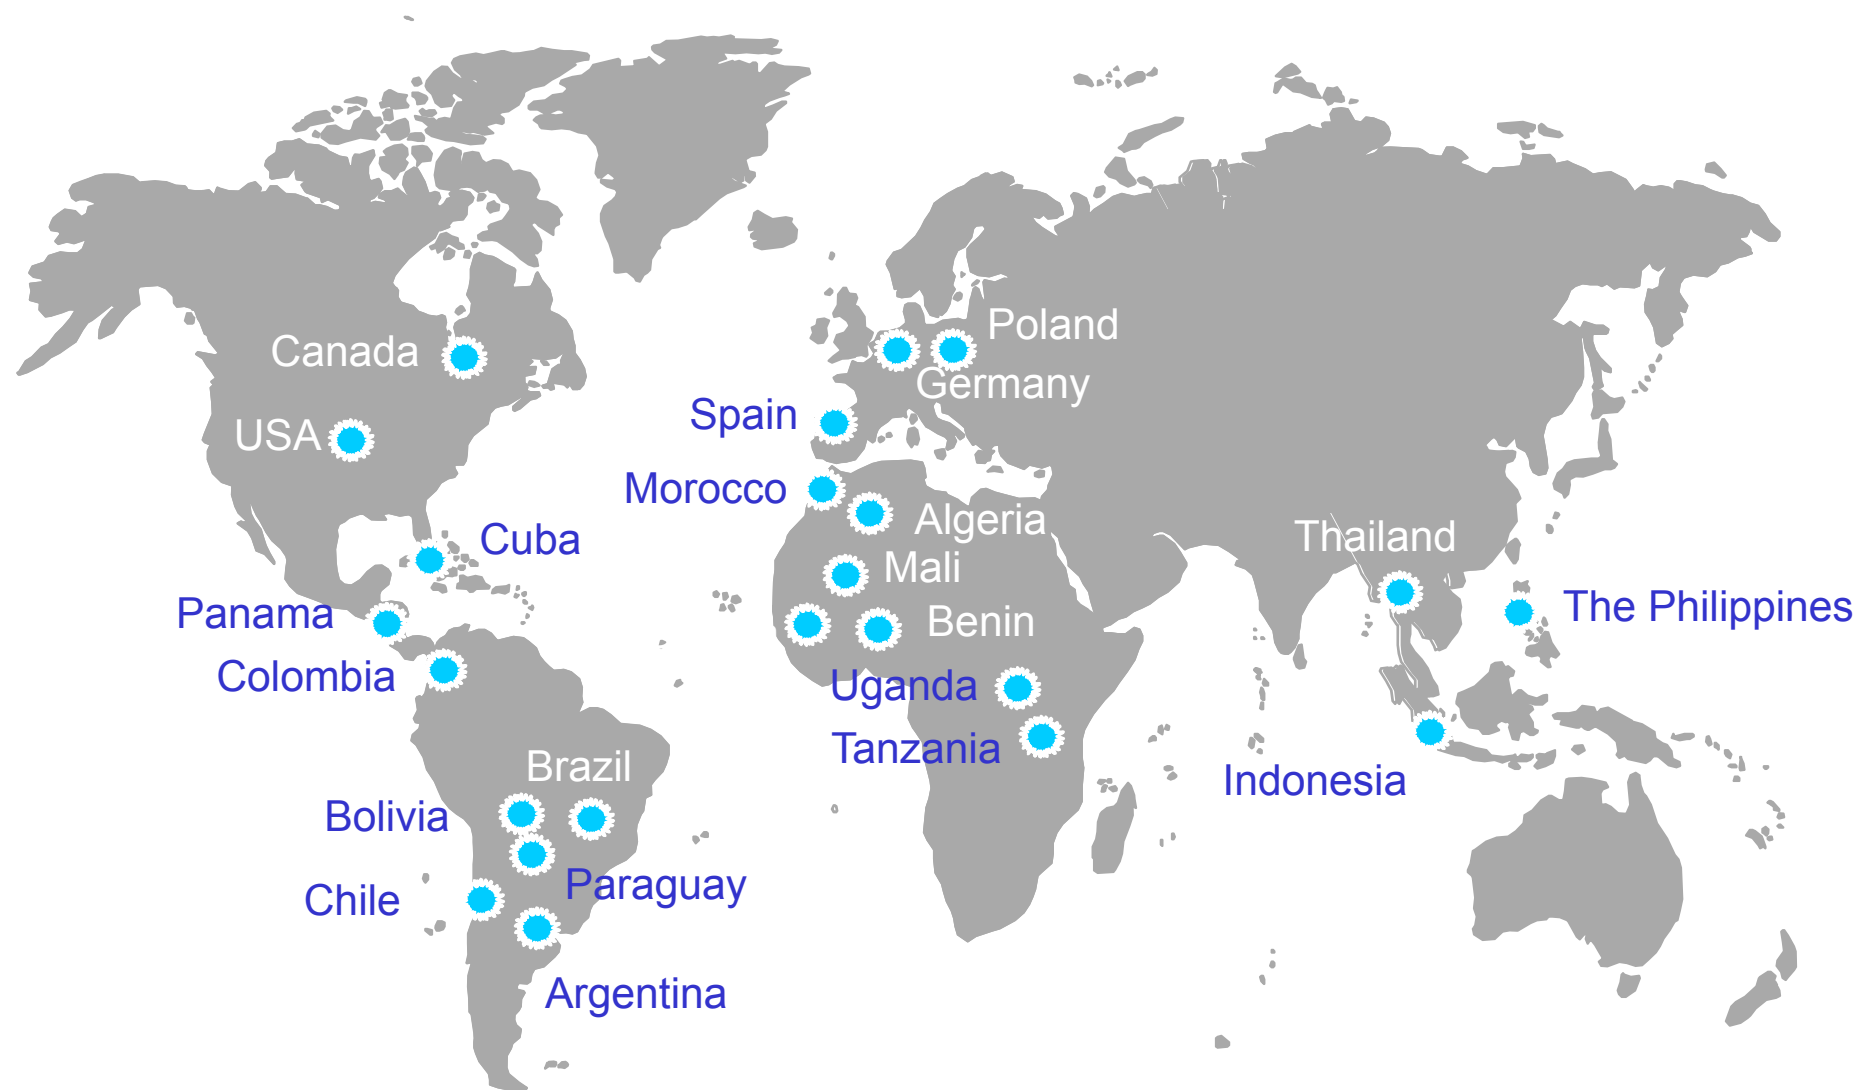 Poland
Canada
Germany
Spain
USA
Morocco
Algeria
Thailand
Cuba
Mali
The Philippines
Panama
Benin
Colombia
Uganda
Tanzania
Brazil
Indonesia
Bolivia
Paraguay
Chile
Argentina